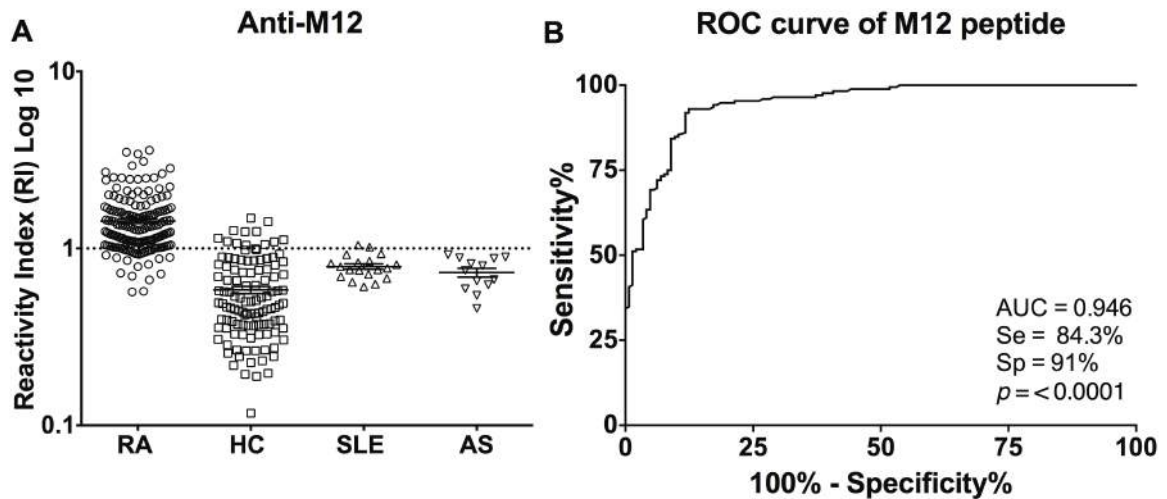 A
Anti-M12
Reactivity Index (RI) Log 10
10
1
0.1
RA HC SLE AS
B
ROC curve of M12 peptide
Sensitivity%
100
75
50
25
0
AUC = 0.946
Se = 84.3%
Sp = 91%
p = < 0.0001
0 25 50 75 100
100% - Specificity%